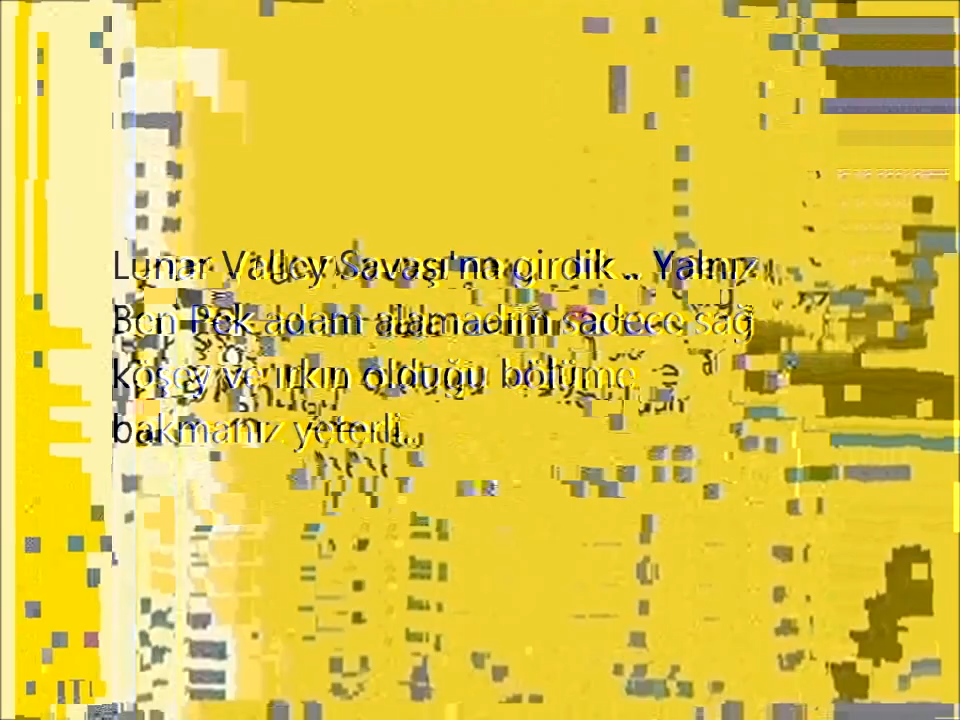 Lunar Valley Savaşı'na girdik .. Yalnız
Ben Pek adam alamadım sadece sağ
köşey ve ırkın olduğu bölüme
bakmanız yeterli..